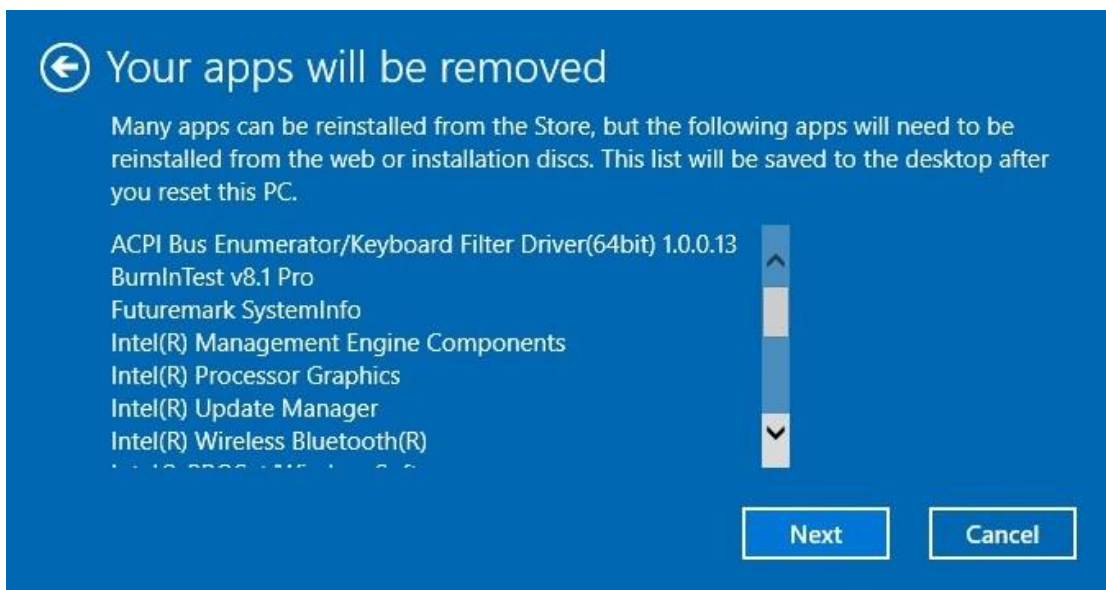 Your apps will be removed
Many apps can be reinstalled from the Store, but the following apps will need to be
reinstalled from the web or installation discs. This list will be saved to the desktop after
you reset this PC.
ACPI Bus Enumerator/Keyboard Filter Driver(64bit) 1.0.0.13
BurnInTest v8.1 Pro
Futuremark SystemInfo
Intel(R) Management Engine Components
Intel(R) Processor Graphics
Intel(R) Update Manager
Intel(R) Wireless Bluetooth(R)
Next Cancel